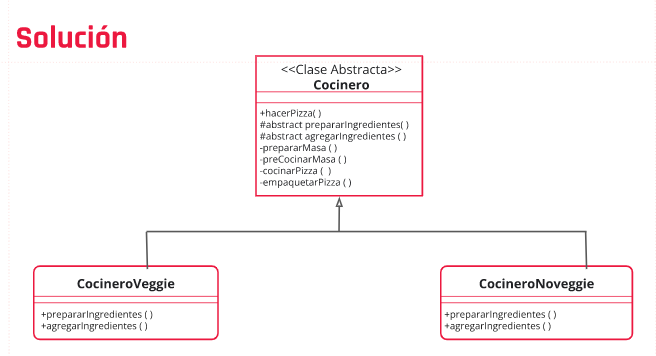 Solución
<<Clase Abstracta>>
Cocinero
+hacerPizza( )
#abstract prepararIngredientes( )
#abstract agregarIngredientes ( )
-prepararMasa ( )
-preCocinarMasa ( )
-cocinarPizza (  )
-empaquetarPizza ( )
CocineroVeggie
+prepararIngredientes ( )
+agregarIngredientes ( )
CocineroNoveggie
+prepararIngredientes ( )
+agregarIngredientes ( )